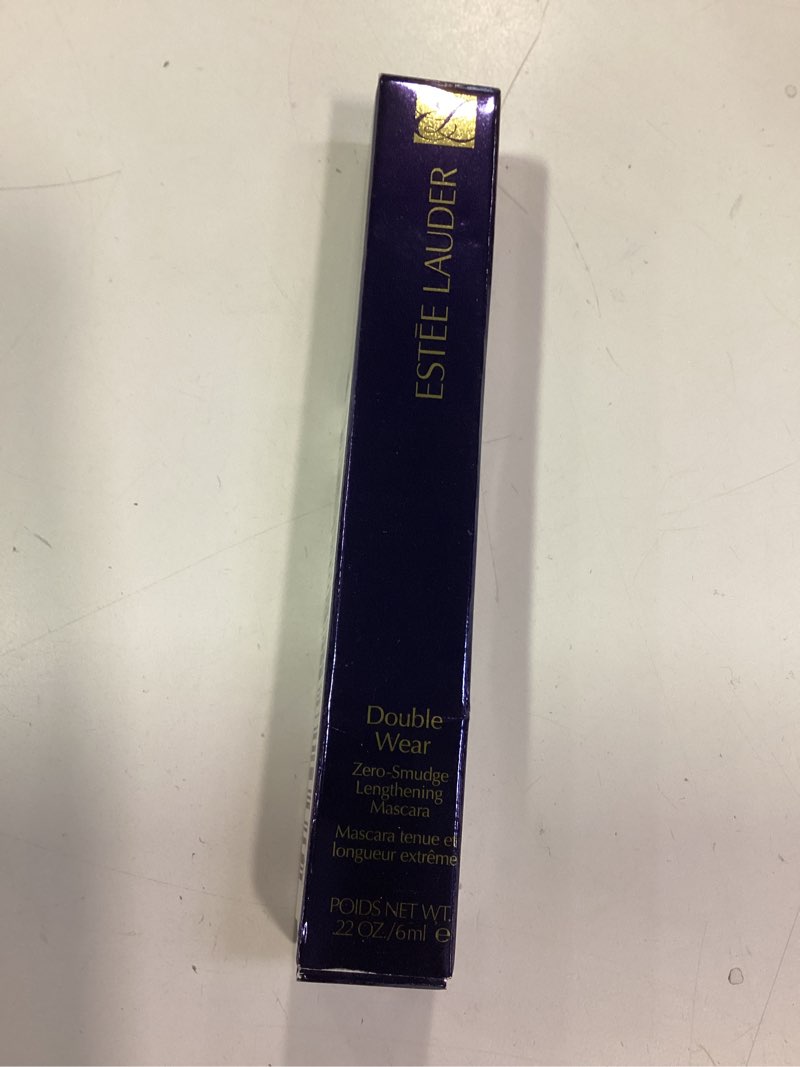 ESTĒE LAUDER
Double
Wear
Zero-Smudge
Lengthening
Mascara
Mascara tenue et
longueur extrême
POIDS NET WT.
.22 OZ./6ml e